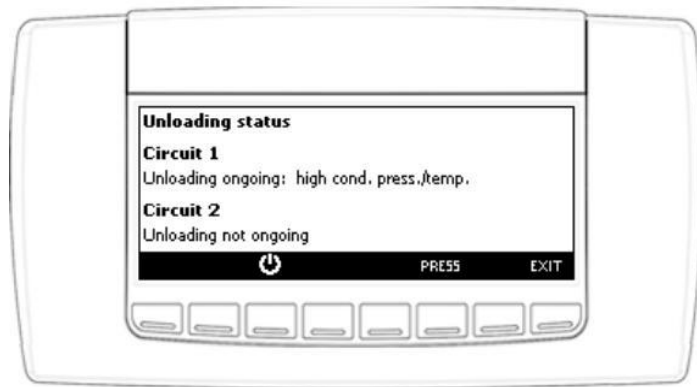 Unloading status
Circuit 1
Unloading ongoing: high cond. press./temp.
Circuit 2
Unloading not ongoing
PRESS EXIT